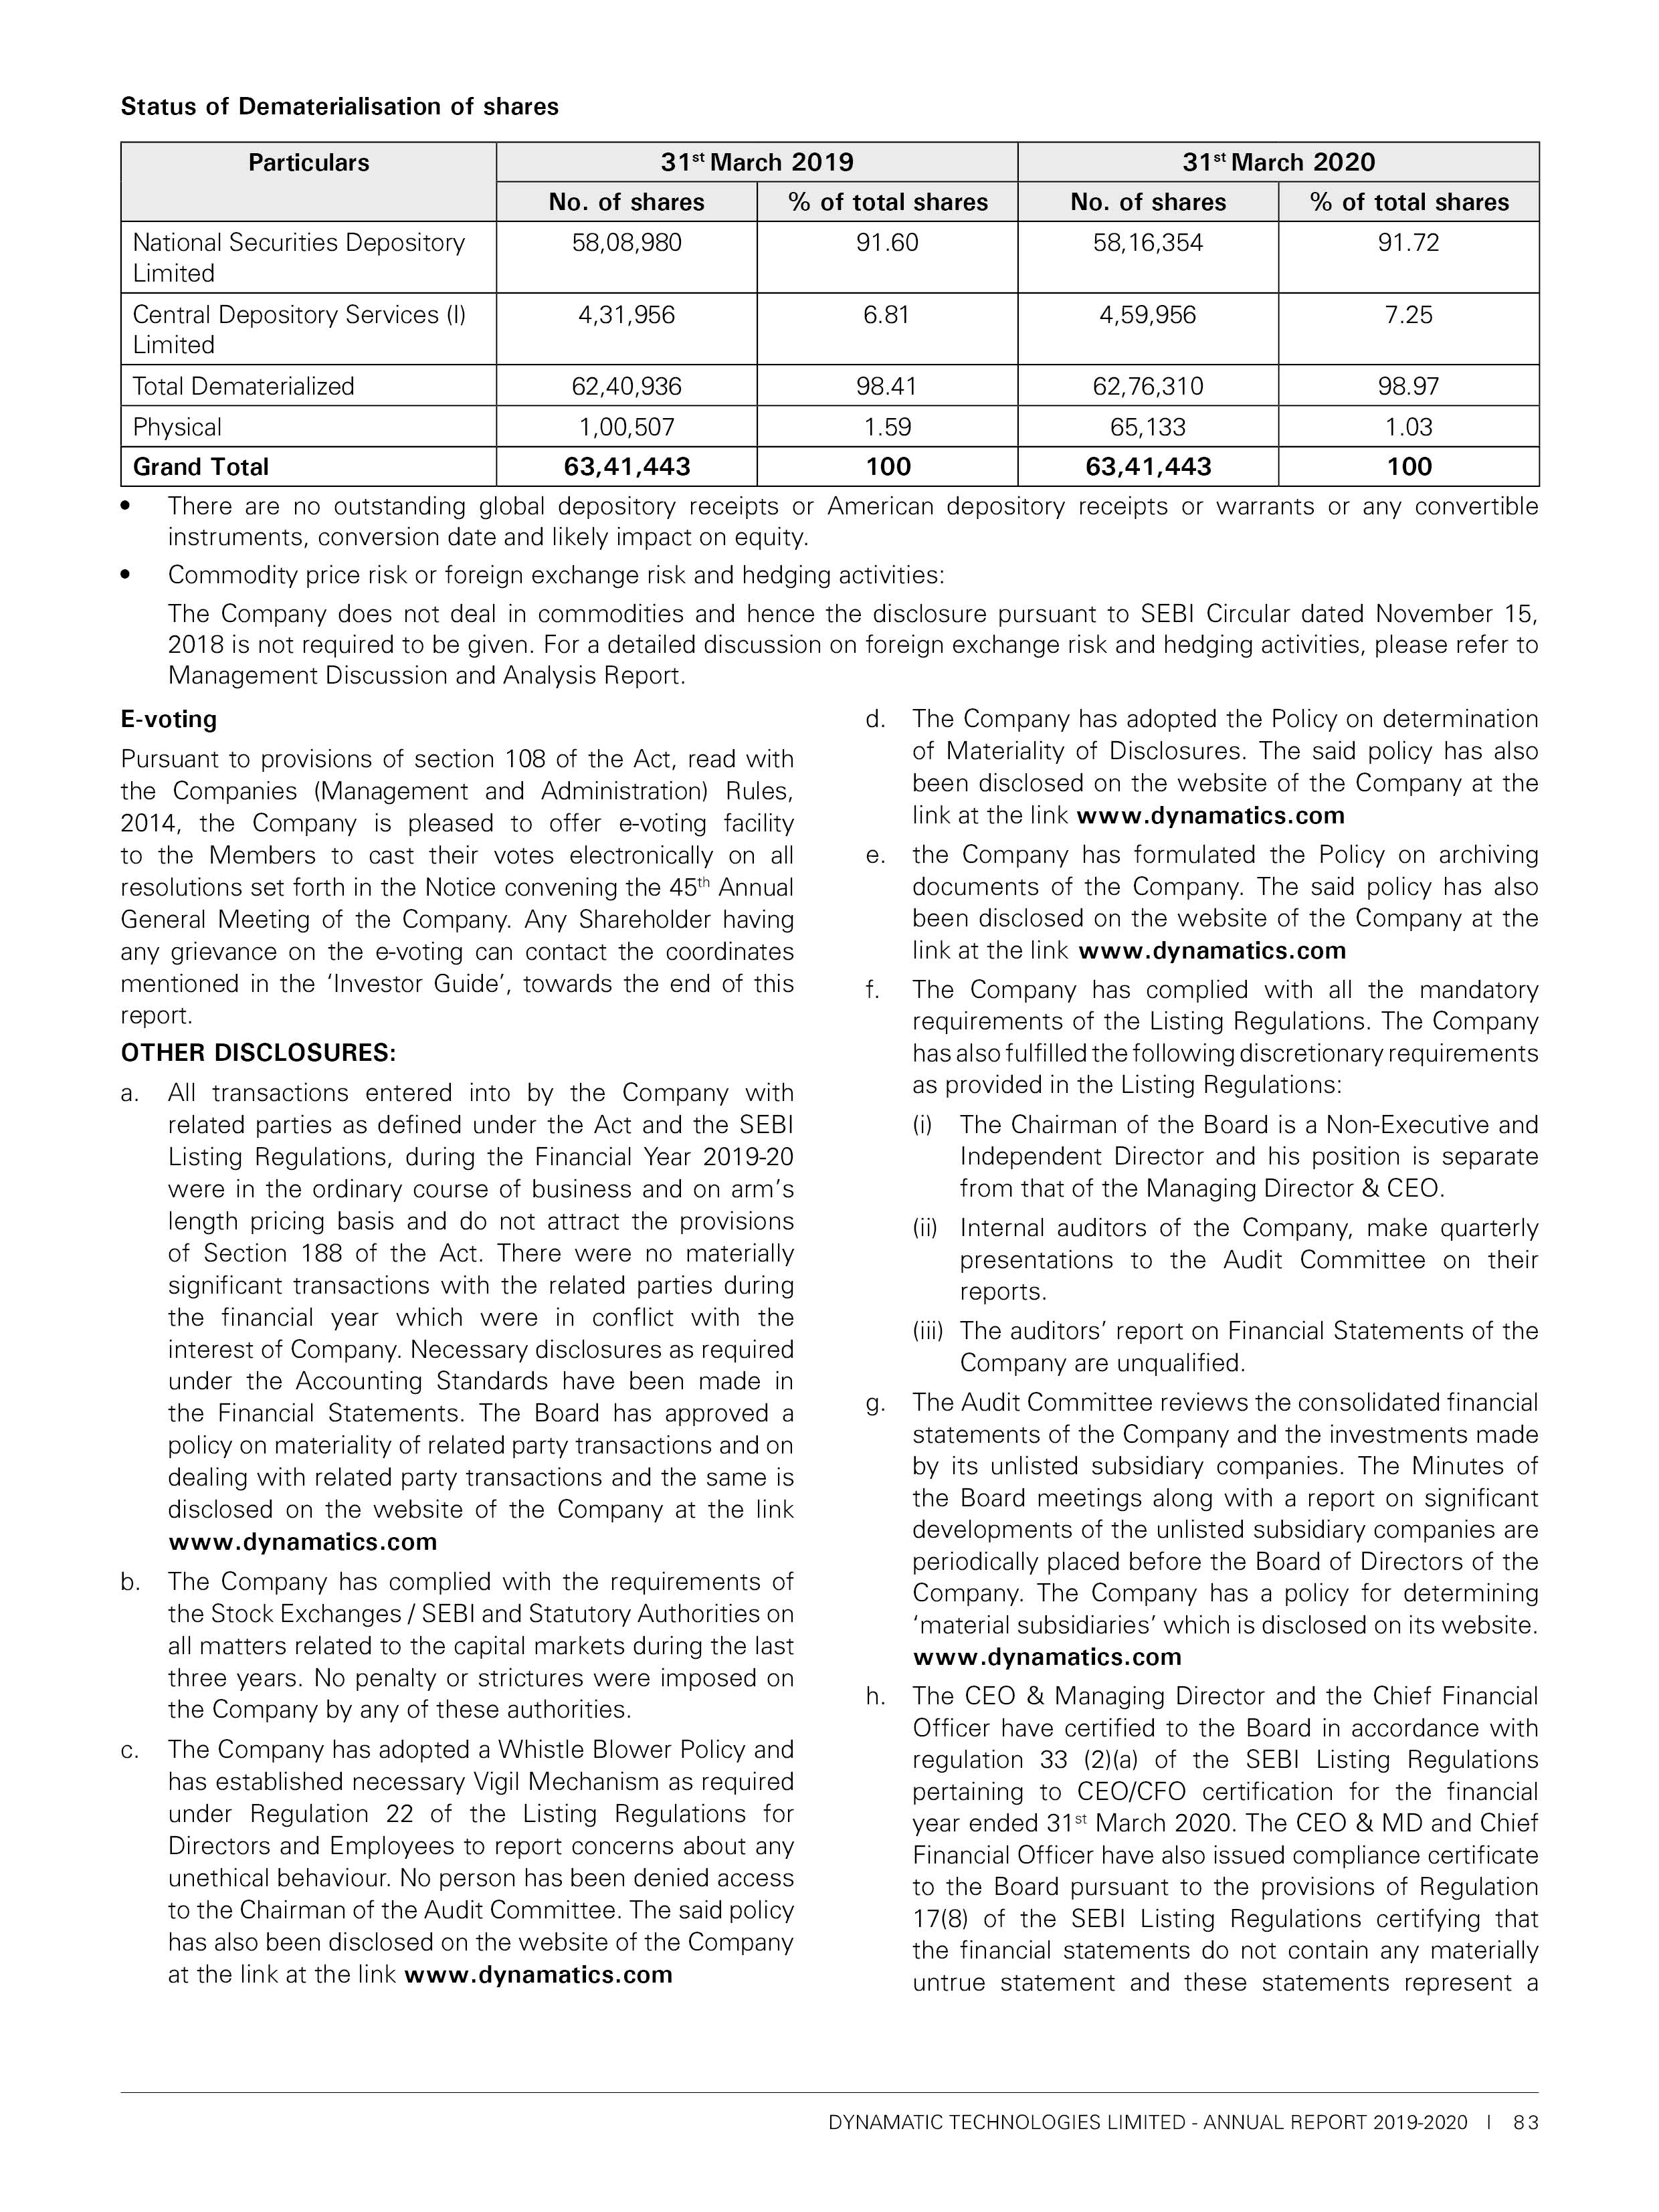 Status of Dematerialisation of shares
Particulars 31st March 2019 31st March 2020
No. of shares % of total shares No. of shares % of total shares
National Securities Depository Limited 58,08,980 91.60 58,16,354 91.72
Central Depository Services (I) Limited 4,31,956 6.81 4,59,956 7.25
Total Dematerialized 62,40,936 98.41 62,76,310 98.97
Physical 1,00,507 1.59 65,133 1.03
Grand Total 63,41,443 100 63,41,443 100
• There are no outstanding global depository receipts or American depository receipts or warrants or any convertible
instruments, conversion date and likely impact on equity.
• Commodity price risk or foreign exchange risk and hedging activities:
The Company does not deal in commodities and hence the disclosure pursuant to SEBI Circular dated November 15,
2018 is not required to be given. For a detailed discussion on foreign exchange risk and hedging activities, please refer to
Management Discussion and Analysis Report.
E-voting
Pursuant to provisions of section 108 of the Act, read with
the Companies (Management and Administration) Rules,
2014, the Company is pleased to offer e-voting facility
to the Members to cast their votes electronically on all
resolutions set forth in the Notice convening the 45th Annual
General Meeting of the Company. Any Shareholder having
any grievance on the e-voting can contact the coordinates
mentioned in the ‘Investor Guide’, towards the end of this
report.
OTHER DISCLOSURES:
a. All transactions entered into by the Company with
related parties as defined under the Act and the SEBI
Listing Regulations, during the Financial Year 2019-20
were in the ordinary course of business and on arm’s
length pricing basis and do not attract the provisions
of Section 188 of the Act. There were no materially
significant transactions with the related parties during
the financial year which were in conflict with the
interest of Company. Necessary disclosures as required
under the Accounting Standards have been made in
the Financial Statements. The Board has approved a
policy on materiality of related party transactions and on
dealing with related party transactions and the same is
disclosed on the website of the Company at the link
www.dynamatics.com
b. The Company has complied with the requirements of
the Stock Exchanges / SEBI and Statutory Authorities on
all matters related to the capital markets during the last
three years. No penalty or strictures were imposed on
the Company by any of these authorities.
c. The Company has adopted a Whistle Blower Policy and
has established necessary Vigil Mechanism as required
under Regulation 22 of the Listing Regulations for
Directors and Employees to report concerns about any
unethical behaviour. No person has been denied access
to the Chairman of the Audit Committee. The said policy
has also been disclosed on the website of the Company
at the link at the link www.dynamatics.com
d. The Company has adopted the Policy on determination
of Materiality of Disclosures. The said policy has also
been disclosed on the website of the Company at the
link at the link www.dynamatics.com
e. the Company has formulated the Policy on archiving
documents of the Company. The said policy has also
been disclosed on the website of the Company at the
link at the link www.dynamatics.com
f. The Company has complied with all the mandatory
requirements of the Listing Regulations. The Company
has also fulfilled the following discretionary requirements
as provided in the Listing Regulations:
(i) The Chairman of the Board is a Non-Executive and
Independent Director and his position is separate
from that of the Managing Director & CEO.
(ii) Internal auditors of the Company, make quarterly
presentations to the Audit Committee on their
reports.
(iii) The auditors’ report on Financial Statements of the
Company are unqualified.
g. The Audit Committee reviews the consolidated financial
statements of the Company and the investments made
by its unlisted subsidiary companies. The Minutes of
the Board meetings along with a report on significant
developments of the unlisted subsidiary companies are
periodically placed before the Board of Directors of the
Company. The Company has a policy for determining
‘material subsidiaries’ which is disclosed on its website.
www.dynamatics.com
h. The CEO & Managing Director and the Chief Financial
Officer have certified to the Board in accordance with
regulation 33 (2)(a) of the SEBI Listing Regulations
pertaining to CEO/CFO certification for the financial
year ended 31st March 2020. The CEO & MD and Chief
Financial Officer have also issued compliance certificate
to the Board pursuant to the provisions of Regulation
17(8) of the SEBI Listing Regulations certifying that
the financial statements do not contain any materially
untrue statement and these statements represent a
DYNAMATIC TECHNOLOGIES LIMITED - ANNUAL REPORT 2019-2020 I 83